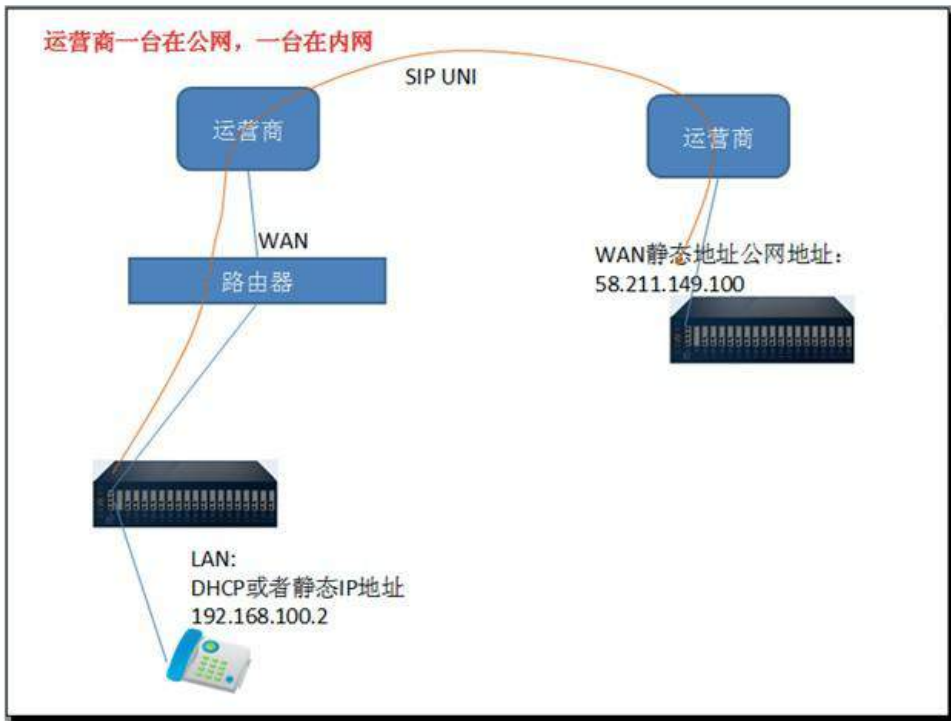 运营商一台在公网，一台在内网
SIP UNI
运营商
运营商
WAN
路由器
WAN静态地址公网地址：
58.211.149.100
LAN:
DHCP或者静态IP地址
192.168.100.2